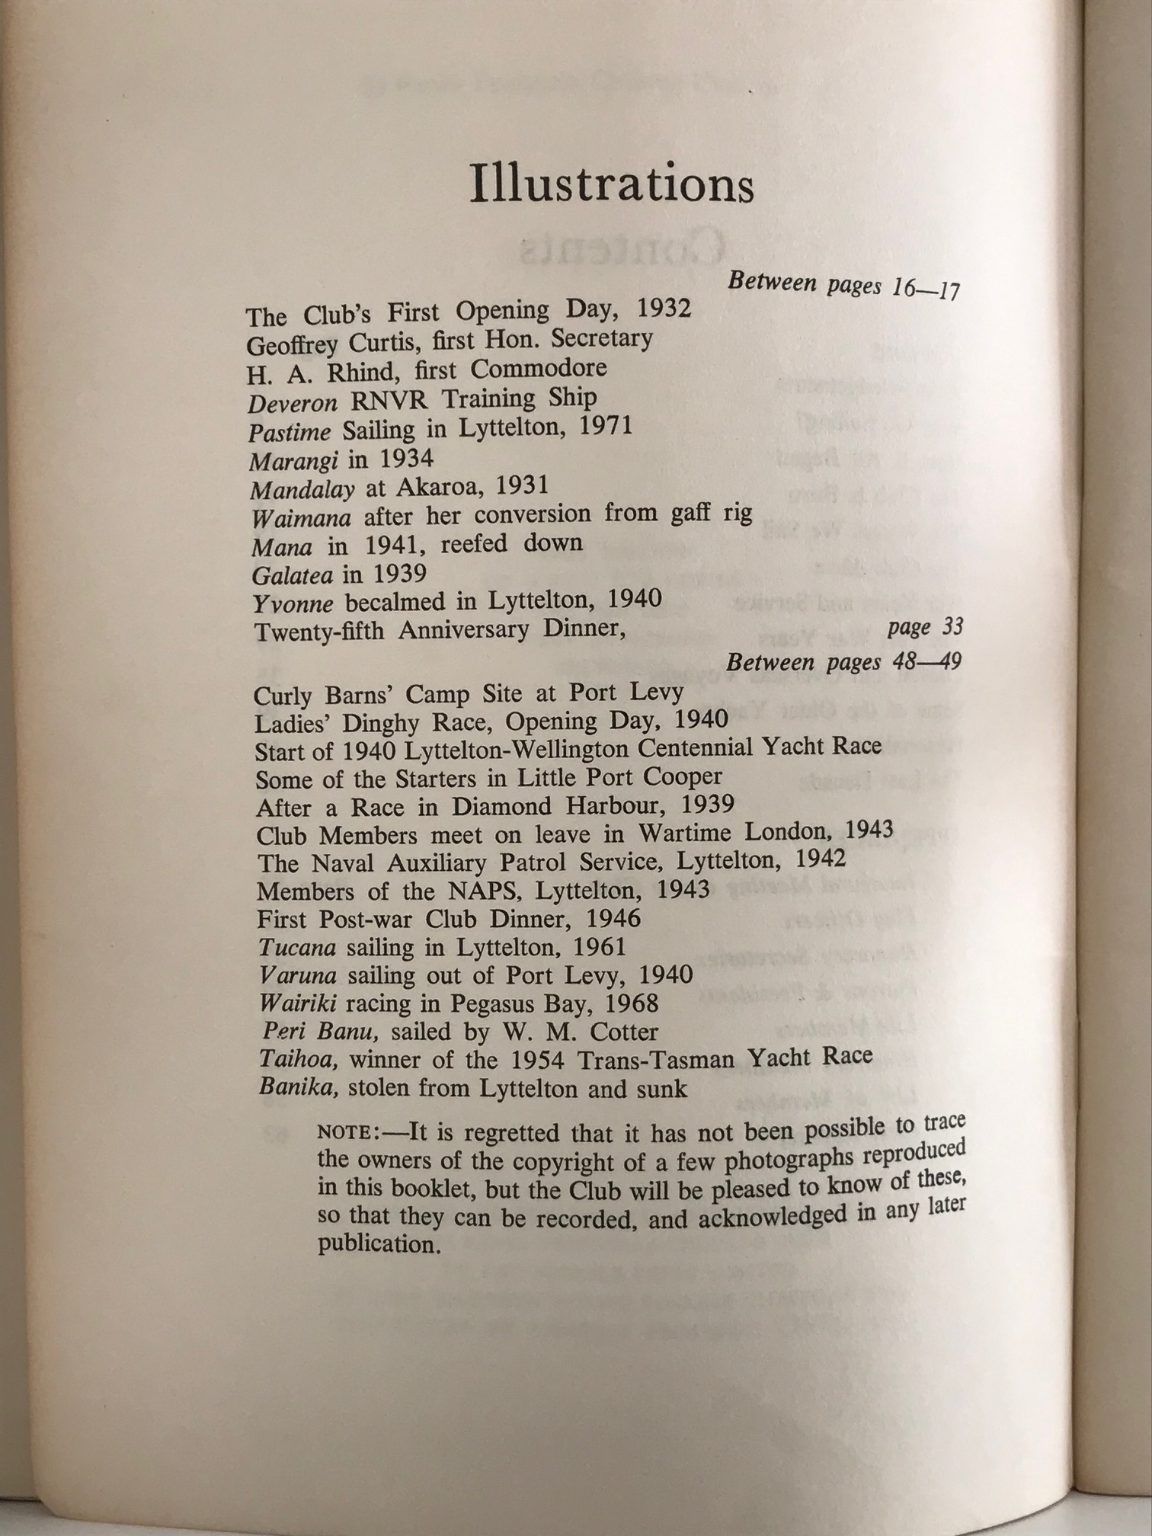 Illustrations
Between pages 16—17
The Club's First Opening Day, 1932
Geoffrey Curtis, first Hon. Secretary
H. A. Rhind, first Commodore
Deveron RNVR Training Ship
Pastime Sailing in Lyttelton, 1971
Marangi in 1934
Mandalay at Akaroa, 1931
Waimana after her conversion from gaff rig
Mana in 1941, reefed down
Galatea in 1939
Yvonne becalmed in Lyttelton, 1940
Twenty-fifth Anniversary Dinner, page 33
Between pages 48—49
Curly Barns' Camp Site at Port Levy
Ladies' Dinghy Race, Opening Day, 1940
Start of 1940 Lyttelton-Wellington Centennial Yacht Race
Some of the Starters in Little Port Cooper
After a Race in Diamond Harbour, 1939
Club Members meet on leave in Wartime London, 1943
The Naval Auxiliary Patrol Service, Lyttelton, 1942
Members of the NAPS, Lyttelton, 1943
First Post-war Club Dinner, 1946
Tucana sailing in Lyttelton, 1961
Varuna sailing out of Port Levy, 1940
Wairiki racing in Pegasus Bay, 1968
Peri Banu, sailed by W. M. Cotter
Taihoa, winner of the 1954 Trans-Tasman Yacht Race
Banika, stolen from Lyttelton and sunk
NOTE:—It is regretted that it has not been possible to trace
the owners of the copyright of a few photographs reproduced
in this booklet, but the Club will be pleased to know of these,
so that they can be recorded, and acknowledged in any later
publication.